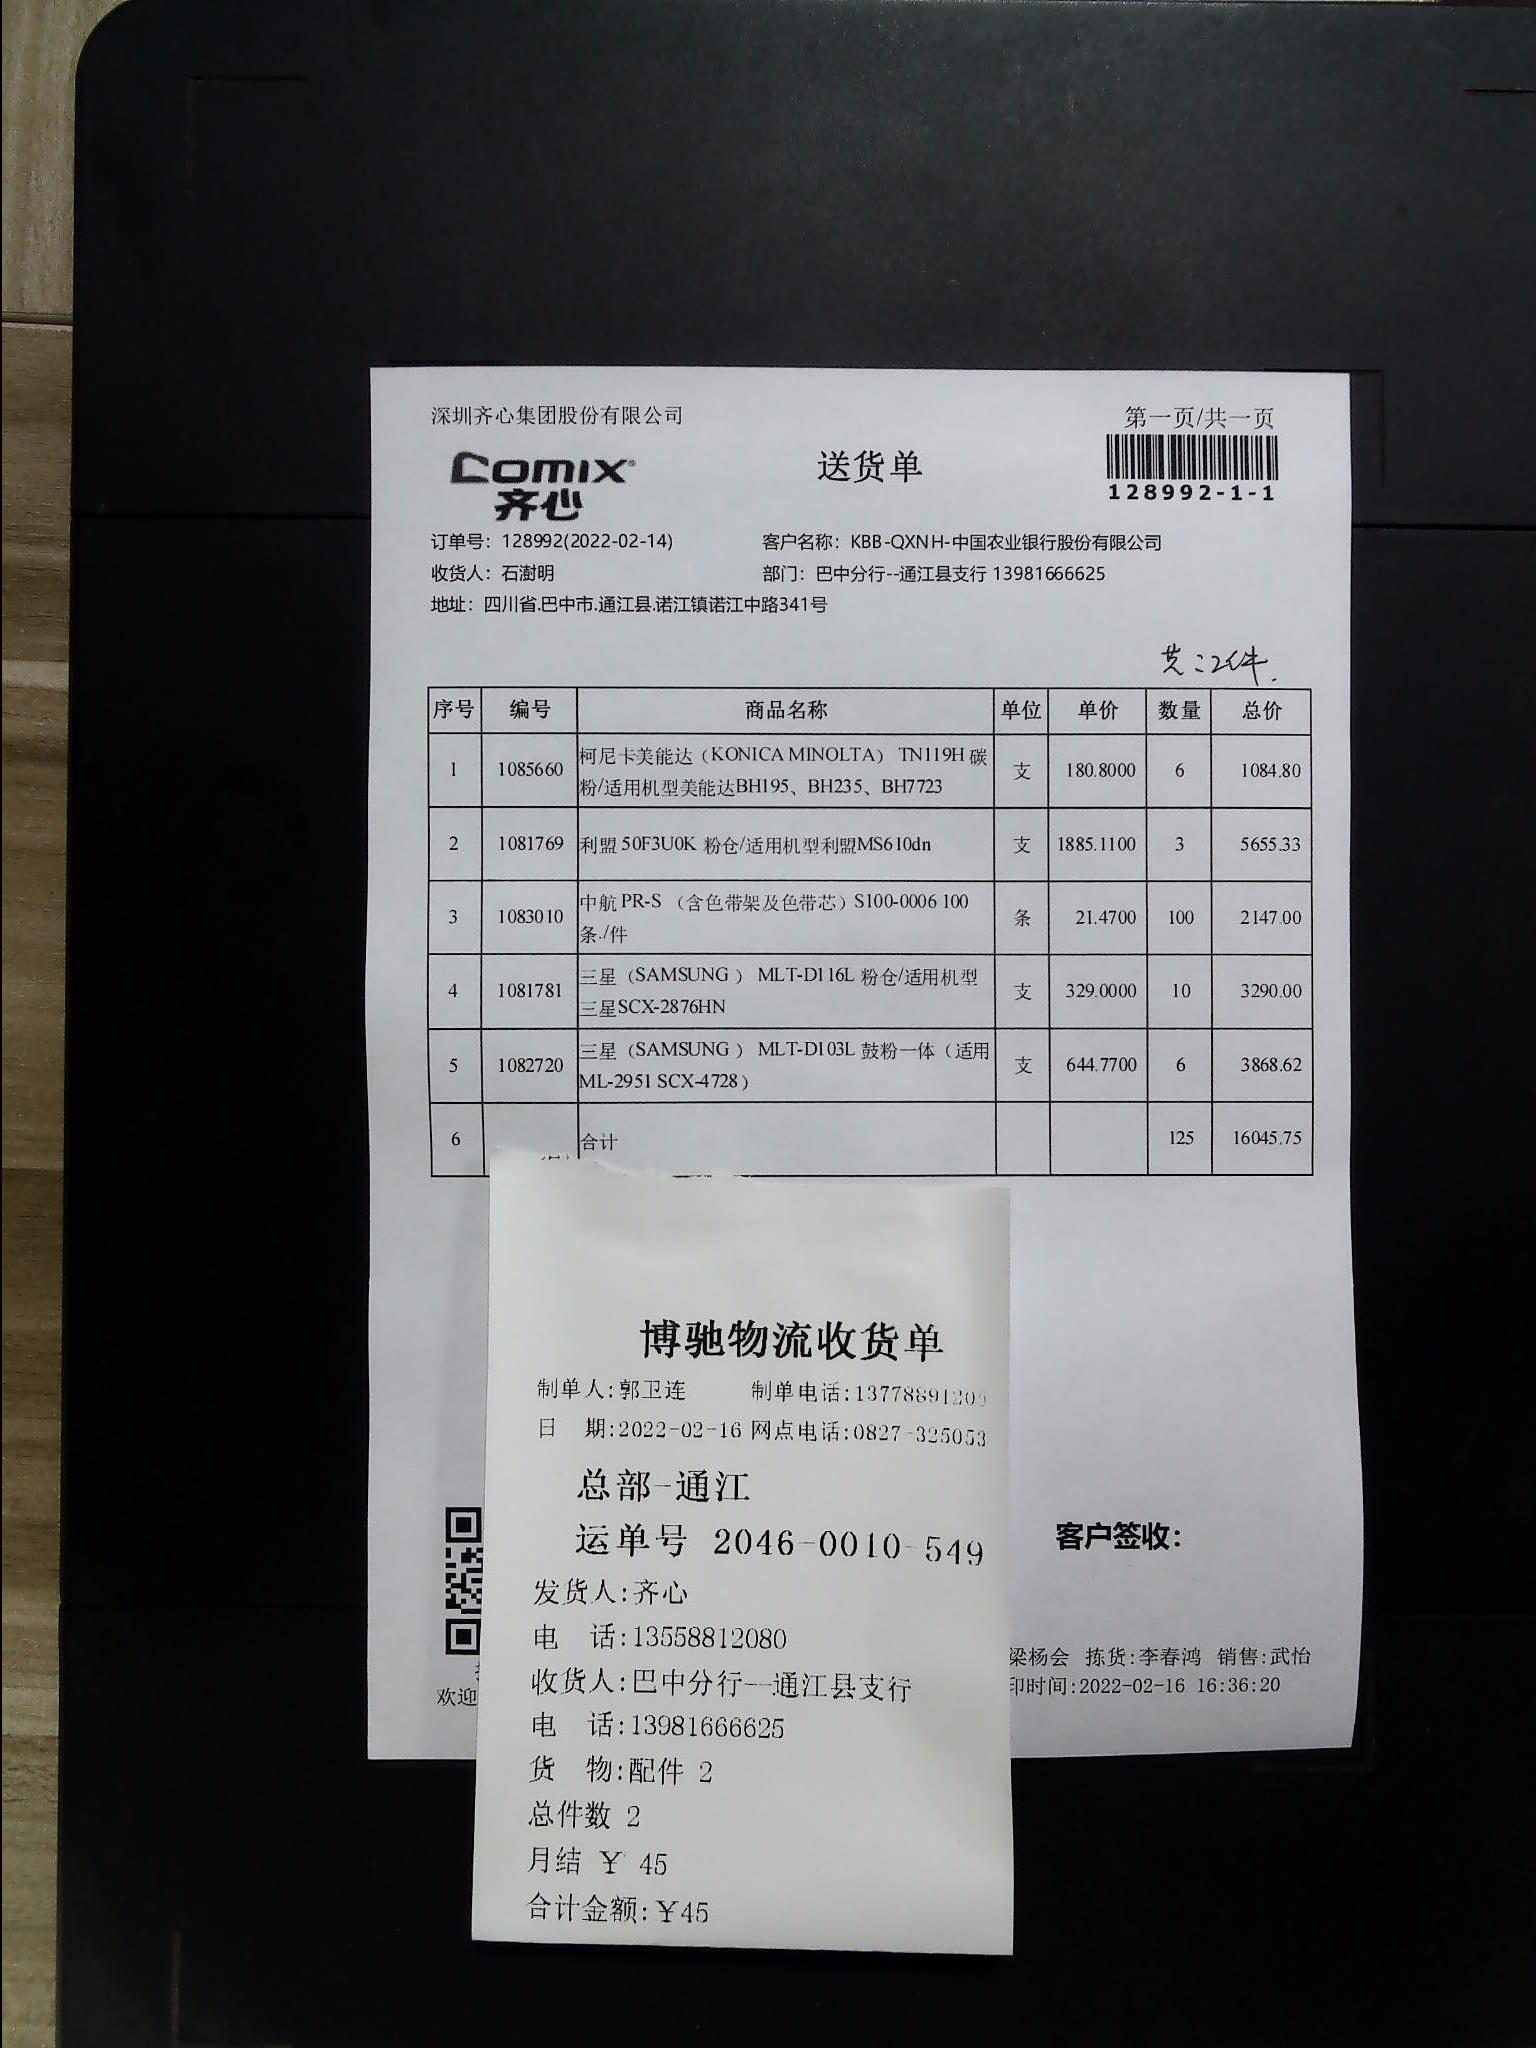 深圳齐心集团股份有限公司
第一页/共一页
comix
齐心
送货单
128992-1-1
订单号：128992(2022-02-14)
客户名称：KBB-QXNH-中国农业银行股份有限公司
收货人：石澍明
部门：巴中分行--通江县支行 13981666625
地址：四川省.巴中市.通江县.诺江镇诺江中路341号
共:2件.
序号 编号 商品名称 单位 单价 数量 总价
1 1085660 柯尼卡美能达（KONICA MINOLTA） TN119H 碳粉/适用机型美能达BH195、BH235、BH7723 支 180.8000 6 1084.80
2 1081769 利盟 50F3U0K 粉仓/适用机型利盟MS610dn 支 1885.1100 3 5655.33
3 1083010 中航 PR-S （含色带架及色带芯）S100-0006 100条./件 条 21.4700 100 2147.00
4 1081781 三星（SAMSUNG ） MLT-D116L 粉仓/适用机型三星SCX-2876HN 支 329.0000 10 3290.00
5 1082720 三星（SAMSUNG ） MLT-D103L 鼓粉一体（适用ML-2951 SCX-4728） 支 644.7700 6 3868.62
6 合计 125 16045.75
博驰物流收货单
制单人:郭卫连 制单电话:1377889120
日 期:2022-02-16 网点电话:0827-325053
总部-通江
运单号 2046-0010-549
发货人:齐心
电 话:13558812080
收货人:巴中分行--通江县支行
电 话:13981666625
货 物:配件 2
总件数 2
月结 ￥ 45
合计金额:￥45
客户签收：
梁杨会 拣货:李春鸿 销售:武怡
印时间:2022-02-16 16:36:20
欢迎